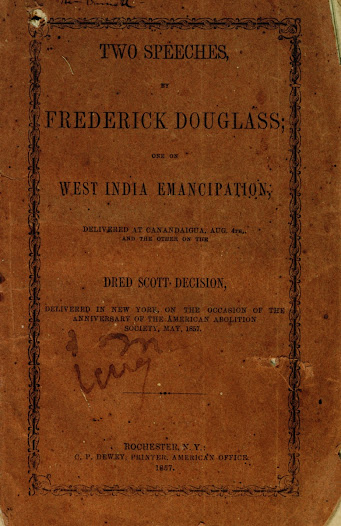 TWO SPEECHES,
BY
FREDERICK DOUGLASS;
ONE ON
WEST INDIA EMANCIPATION,
DELIVERED AT CANANDAIGUA, AUG. 4TH.,
AND THE OTHER ON THE
DRED SCOTT DECISION,
DELIVERED IN NEW YORK, ON THE OCCASION OF THE
ANNIVERSARY OF THE AMERICAN ABOLITION
SOCIETY, MAY, 1857.
ROCHESTER, N. Y.:
C. P. DEWEY, PRINTER, AMERICAN OFFICE.
1857.